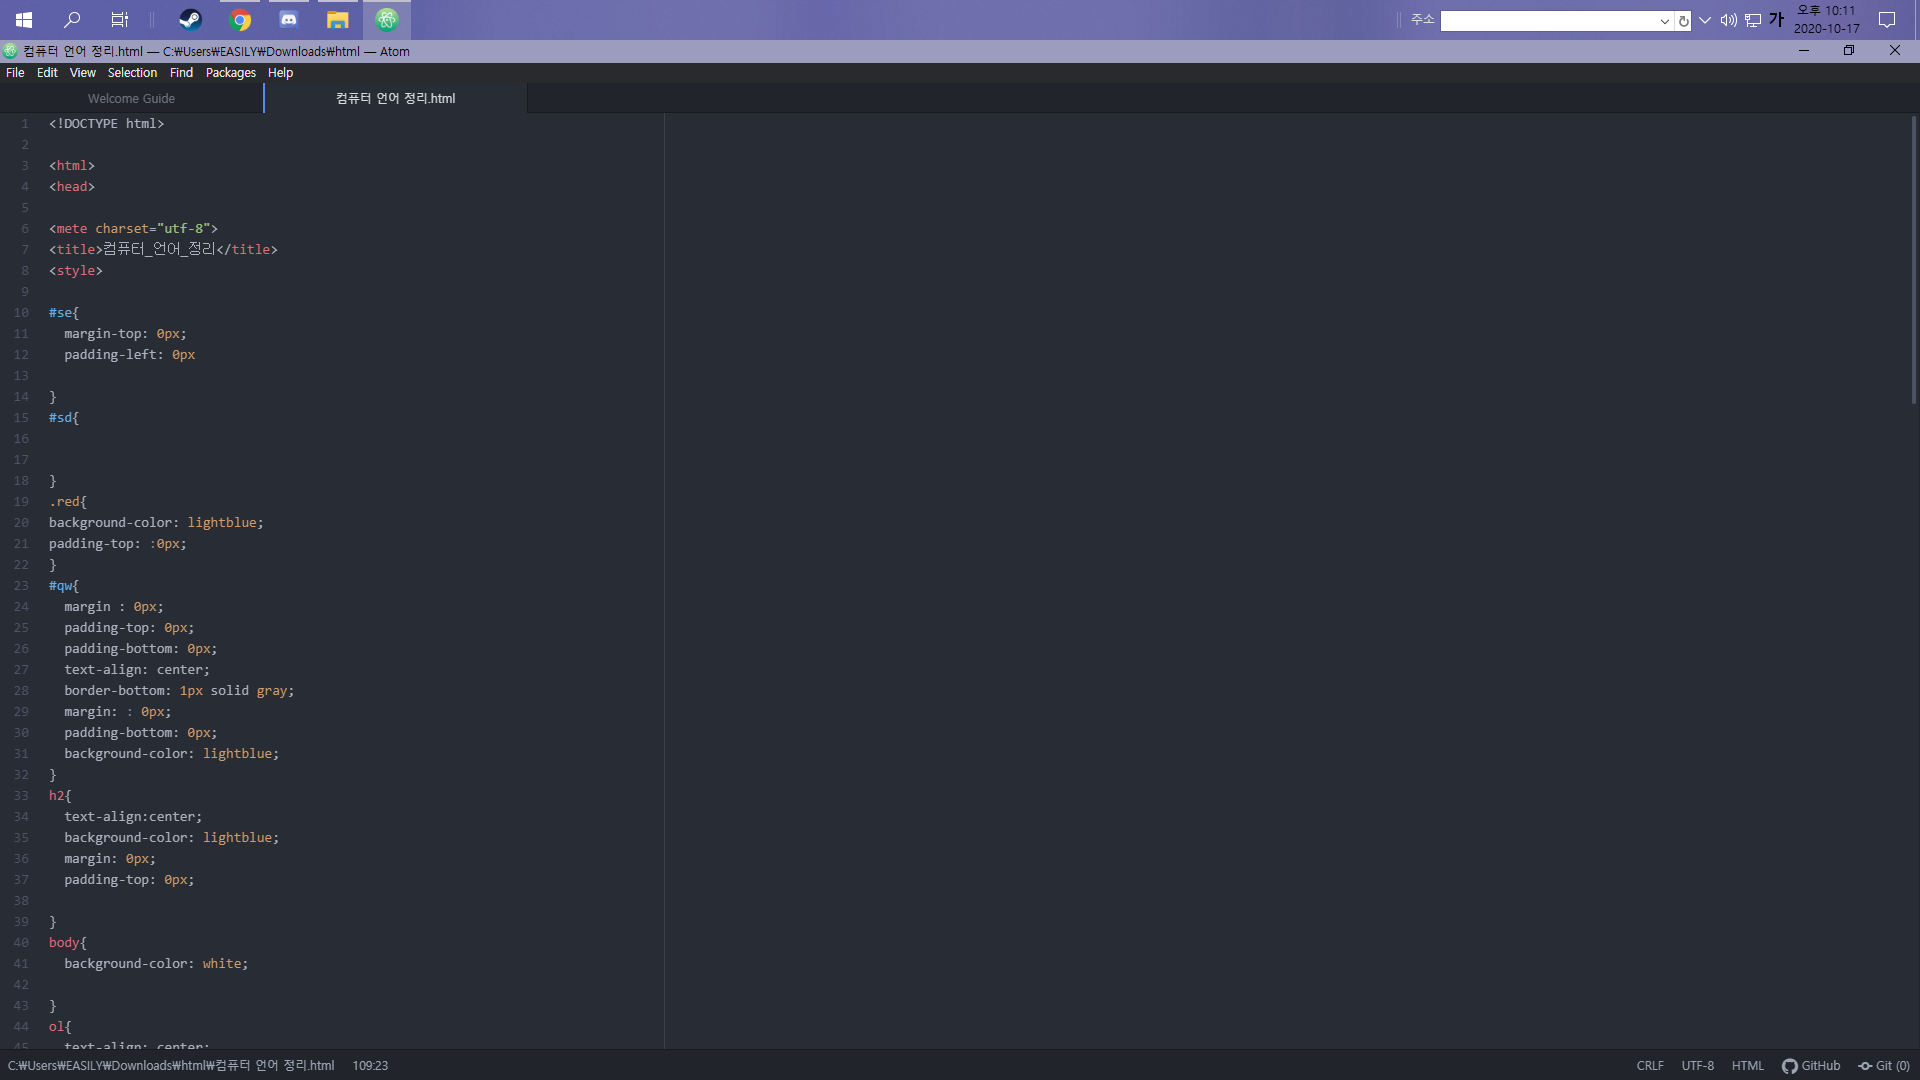 주소
가
오후 10:11
2020-10-17
컴퓨터 언어 정리.html — C:₩Users₩EASILY₩Downloads₩html — Atom
File Edit View Selection Find Packages Help
Welcome Guide
컴퓨터 언어 정리.html
1 <!DOCTYPE html>
2
3 <html>
4 <head>
5
6 <mete charset="utf-8">
7 <title>컴퓨터_언어_정리</title>
8 <style>
9
10 #se{
11 margin-top: 0px;
12 padding-left: 0px
13
14 }
15 #sd{
16
17
18 }
19 .red{
20 background-color: lightblue;
21 padding-top: :0px;
22 }
23 #qw{
24 margin : 0px;
25 padding-top: 0px;
26 padding-bottom: 0px;
27 text-align: center;
28 border-bottom: 1px solid gray;
29 margin: : 0px;
30 padding-bottom: 0px;
31 background-color: lightblue;
32 }
33 h2{
34 text-align:center;
35 background-color: lightblue;
36 margin: 0px;
37 padding-top: 0px;
38
39 }
40 body{
41 background-color: white;
42
43 }
44 ol{
45 text-align: center;
C:₩Users₩EASILY₩Downloads₩html₩컴퓨터 언어 정리.html 109:23
CRLF UTF-8 HTML GitHub Git (0)